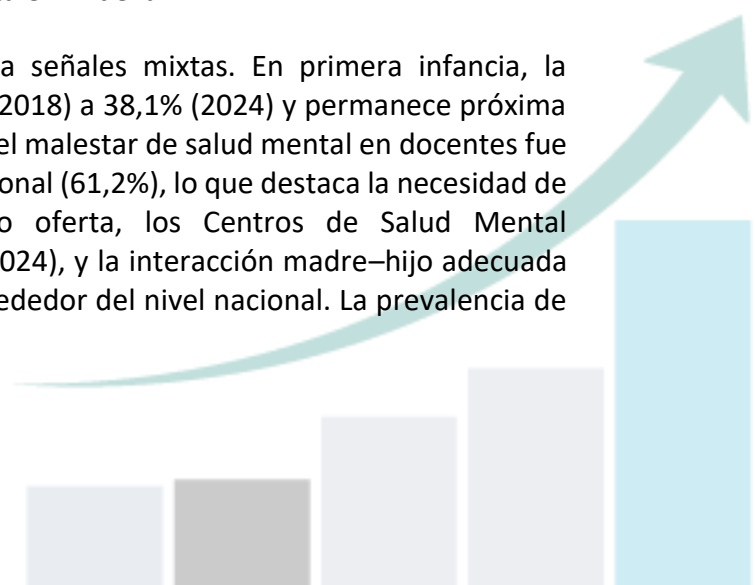 a señales mixtas. En primera infancia, la
2018) a 38,1% (2024) y permanece próxima
el malestar de salud mental en docentes fue
ional (61,2%), lo que destaca la necesidad de
o oferta, los Centros de Salud Mental
024), y la interacción madre–hijo adecuada
ededor del nivel nacional. La prevalencia de